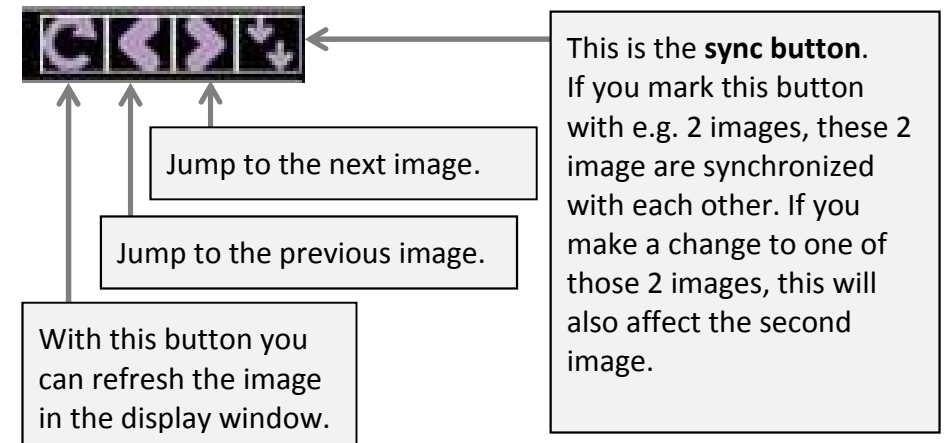 This is the sync button.
If you mark this button
with e.g. 2 images, these 2
image are synchronized
with each other. If you
make a change to one of
those 2 images, this will
also affect the second
image.
Jump to the next image.
Jump to the previous image.
With this button you
can refresh the image
in the display window.